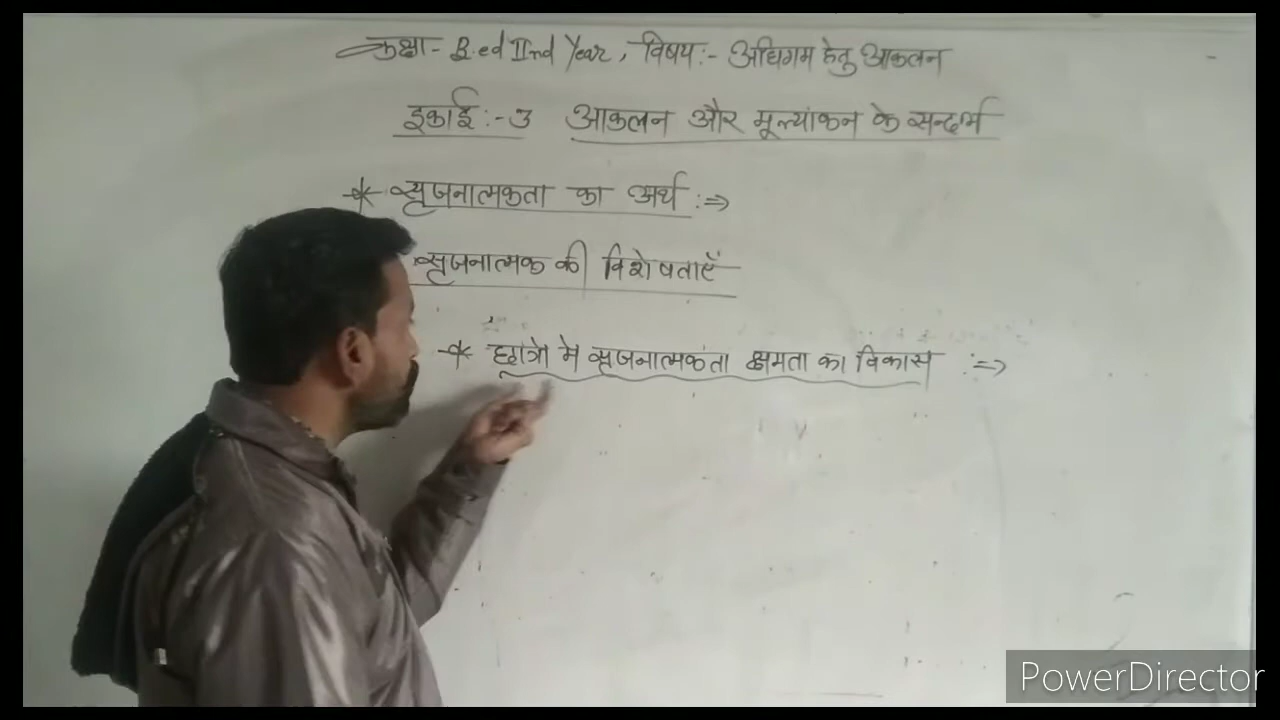 कक्षा - B.ed IInd Year, विषय :- अधिगम हेतु आकलन
इकाई :- 3 आकलन और मूल्यांकन के सन्दर्भ
* सृजनात्मकता का अर्थ :⇒
सृजनात्मक की विशेषताएँ
* छात्रो मे सृजनात्मकता क्षमता का विकास :⇒
PowerDirector